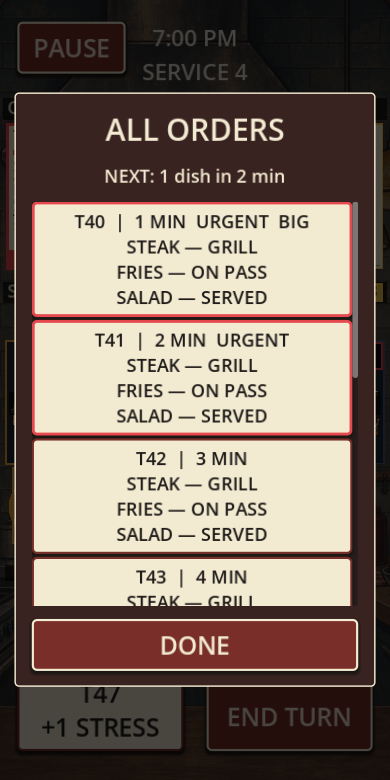 PAUSE
7:00 PM
SERVICE 4
ALL ORDERS
NEXT: 1 dish in 2 min
T40 | 1 MIN URGENT BIG
STEAK — GRILL
FRIES — ON PASS
SALAD — SERVED
T41 | 2 MIN URGENT
STEAK — GRILL
FRIES — ON PASS
SALAD — SERVED
T42 | 3 MIN
STEAK — GRILL
FRIES — ON PASS
SALAD — SERVED
T43 | 4 MIN
STEAK — GRILL
DONE
T47
+1 STRESS
END TURN